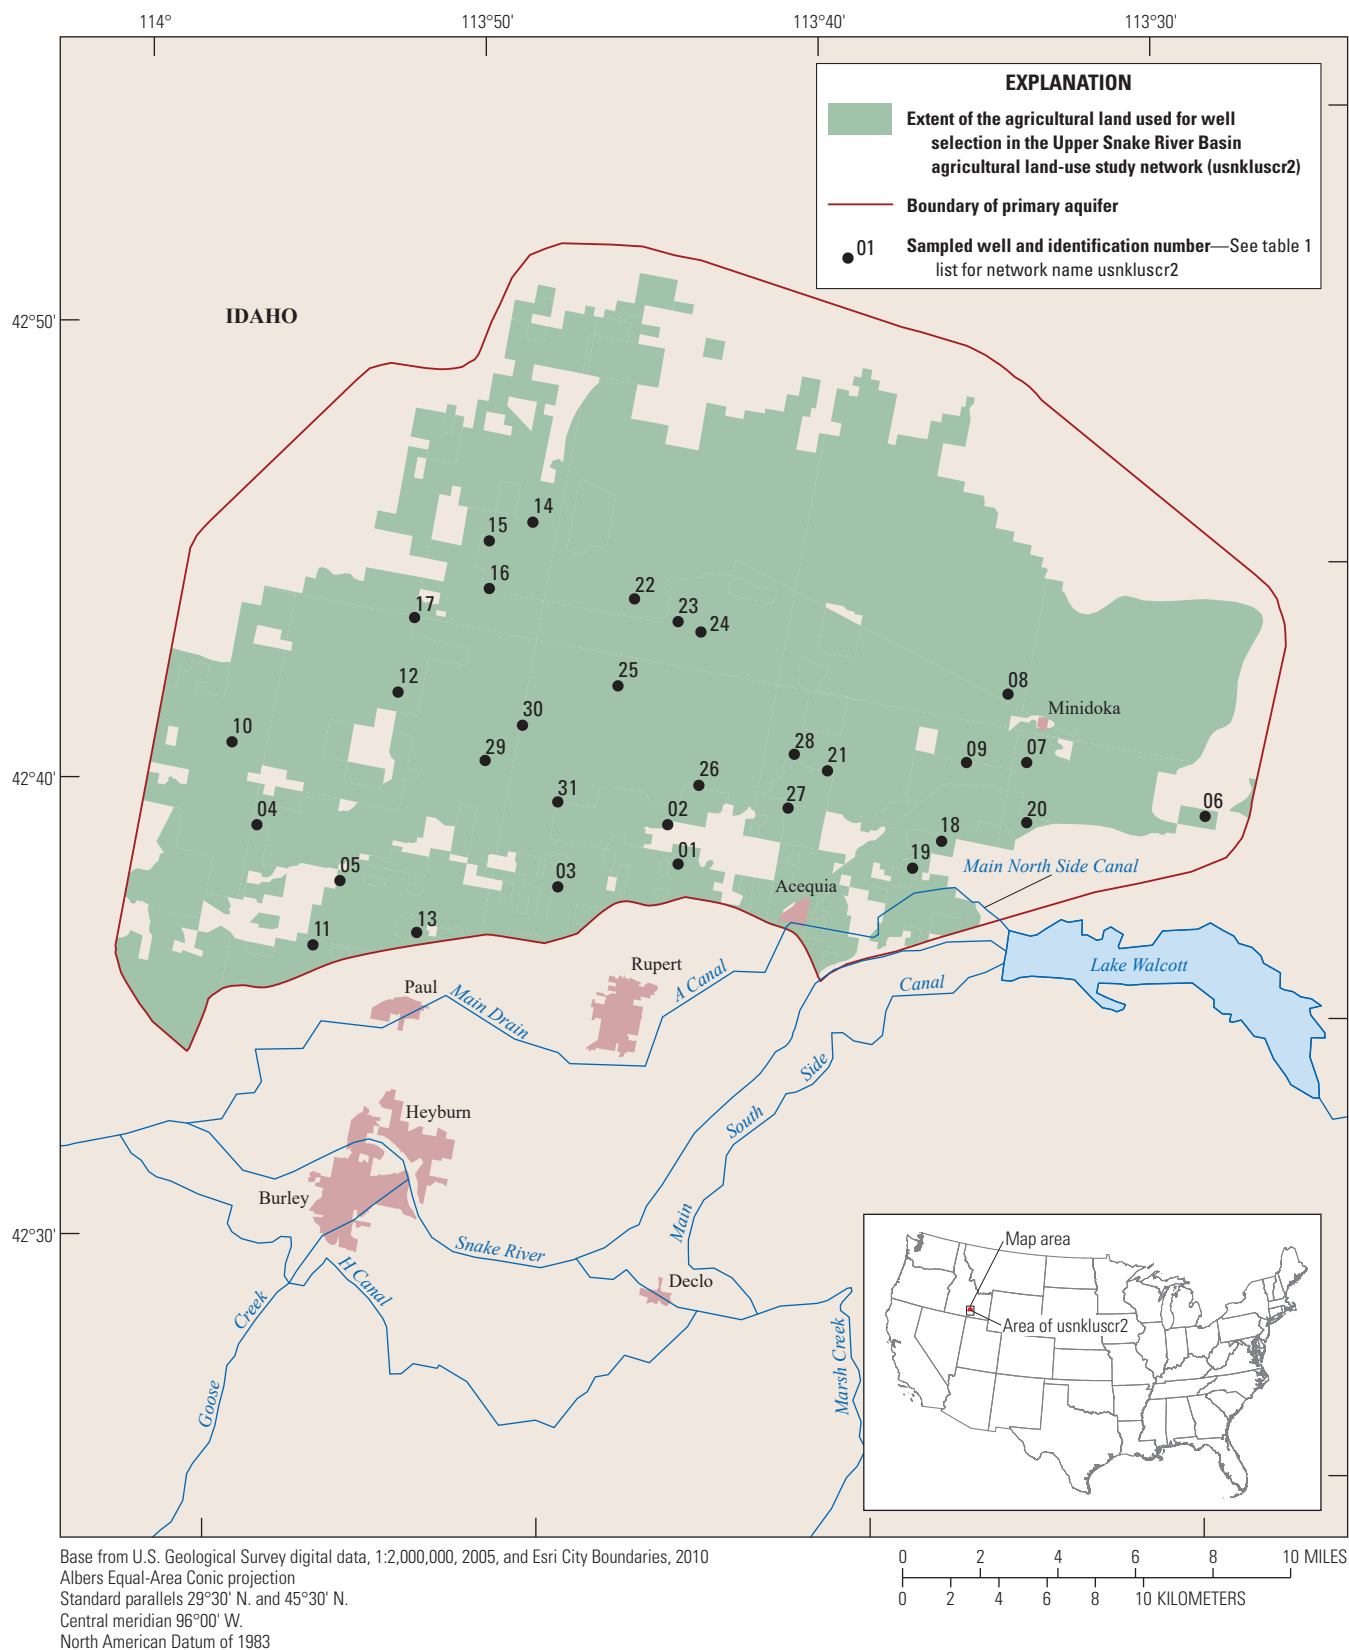 114°
113°50'
113°40'
113°30'
EXPLANATION
Extent of the agricultural land used for well
selection in the Upper Snake River Basin
agricultural land-use study network (usnkluscr2)
Boundary of primary aquifer
01
Sampled well and identification number—See table 1
list for network name usnkluscr2
42°50'
IDAHO
14
15
16
22
17
23
24
25
12
08
Minidoka
30
10
28
29
21
09
07
42°40'
26
31
27
02
04
06
20
18
01
19
05
03
Main North Side Canal
Acequia
13
11
Rupert
Lake Walcott
A Canal
Canal
Paul
Main Drain
Side
Heyburn
South
Burley
Main
42°30'
Snake River
H Canal
Declo
Creek
Marsh Creek
Goose
Map area
Area of usnkluscr2
Base from U.S. Geological Survey digital data, 1:2,000,000, 2005, and Esri City Boundaries, 2010
Albers Equal-Area Conic projection
Standard parallels 29°30' N. and 45°30' N.
Central meridian 96°00' W.
North American Datum of 1983
0 2 4 6 8 10 MILES
0 2 4 6 8 10 KILOMETERS